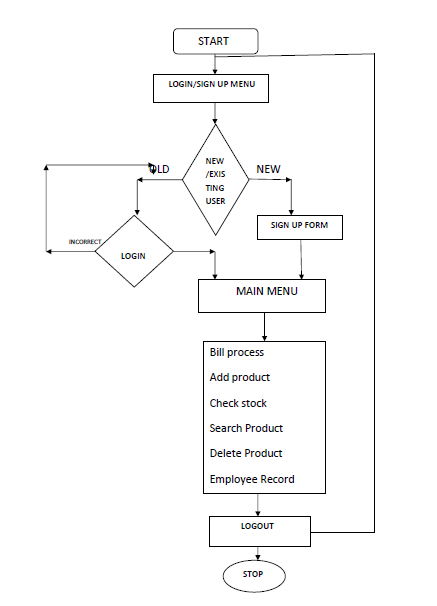 START
LOGIN/SIGN UP MENU
OLD
NEW
/EXIS
TING
USER
NEW
SIGN UP FORM
INCORRECT
LOGIN
MAIN MENU
Bill process
Add product
Check stock
Search Product
Delete Product
Employee Record
LOGOUT
STOP